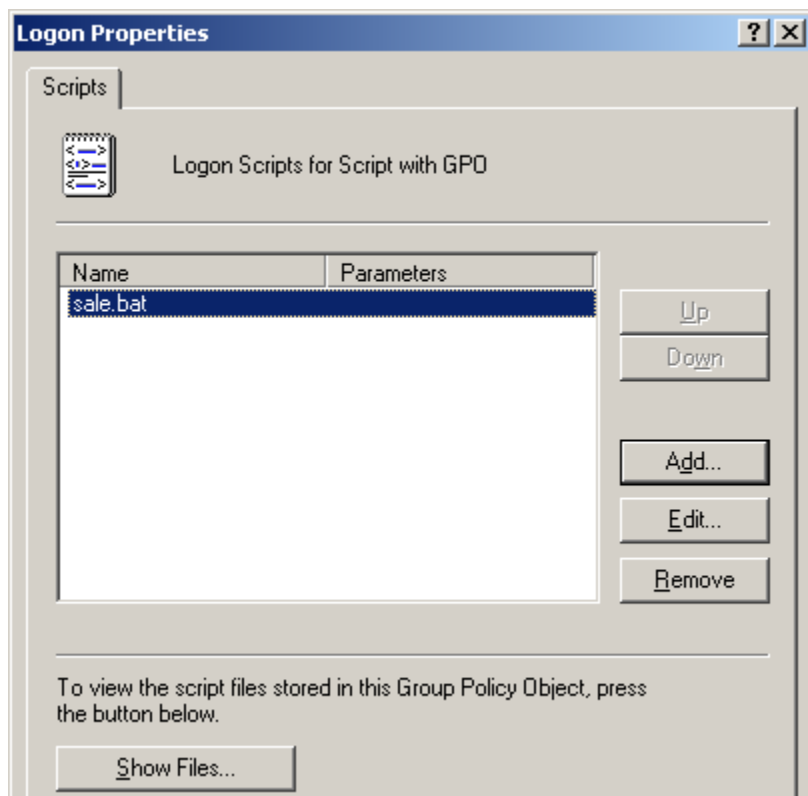 Logon Properties
Scripts
Logon Scripts for Script with GPO
Name Parameters
sale.bat
Up
Down
Add...
Edit...
Remove
To view the script files stored in this Group Policy Object, press
the button below.
Show Files...